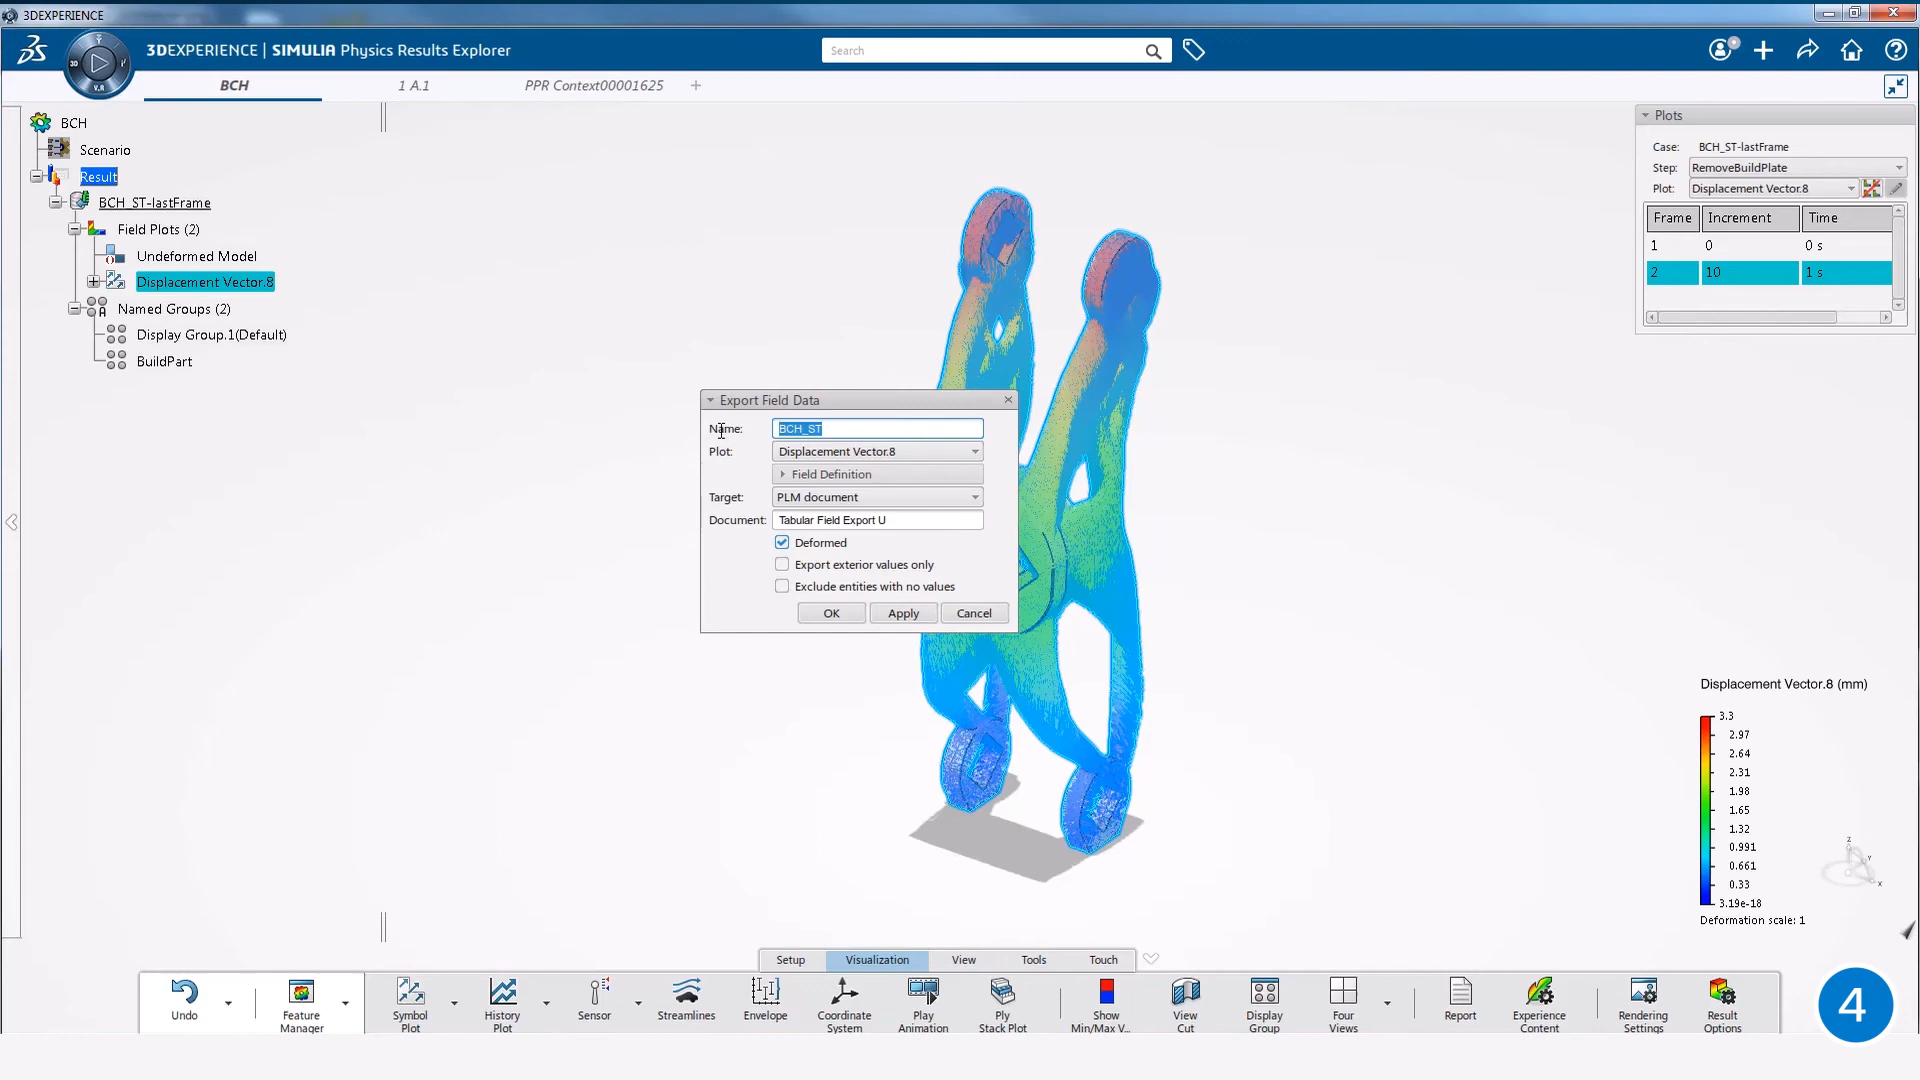 3DEXPERIENCE
3DEXPERIENCE | SIMULIA Physics Results Explorer
Search
3D
V.R
BCH
1 A.1
PPR Context00001625
BCH
Scenario
Result
BCH_ST-lastFrame
Field Plots (2)
Undeformed Model
Displacement Vector.8
Named Groups (2)
Display Group.1(Default)
BuildPart
Plots
Case: BCH_ST-lastFrame
Step: RemoveBuildPlate
Plot: Displacement Vector.8
Frame Increment Time
1 0 0 s
2 10 1 s
Export Field Data
Name: BCH_ST
Plot: Displacement Vector.8
Field Definition
Target: PLM document
Document: Tabular Field Export U
Deformed
Export exterior values only
Exclude entities with no values
OK Apply Cancel
Displacement Vector.8 (mm)
3.3
2.97
2.64
2.31
1.98
1.65
1.32
0.991
0.661
0.33
3.19e-18
Deformation scale: 1
Z
Y
X
Setup Visualization View Tools Touch
Undo
Feature Manager
Symbol Plot
History Plot
Sensor
Streamlines
Envelope
Coordinate System
Play Animation
Ply Stack Plot
Show Min/Max V...
View Cut
Display Group
Four Views
Report
Experience Content
Rendering Settings
Result Options
4